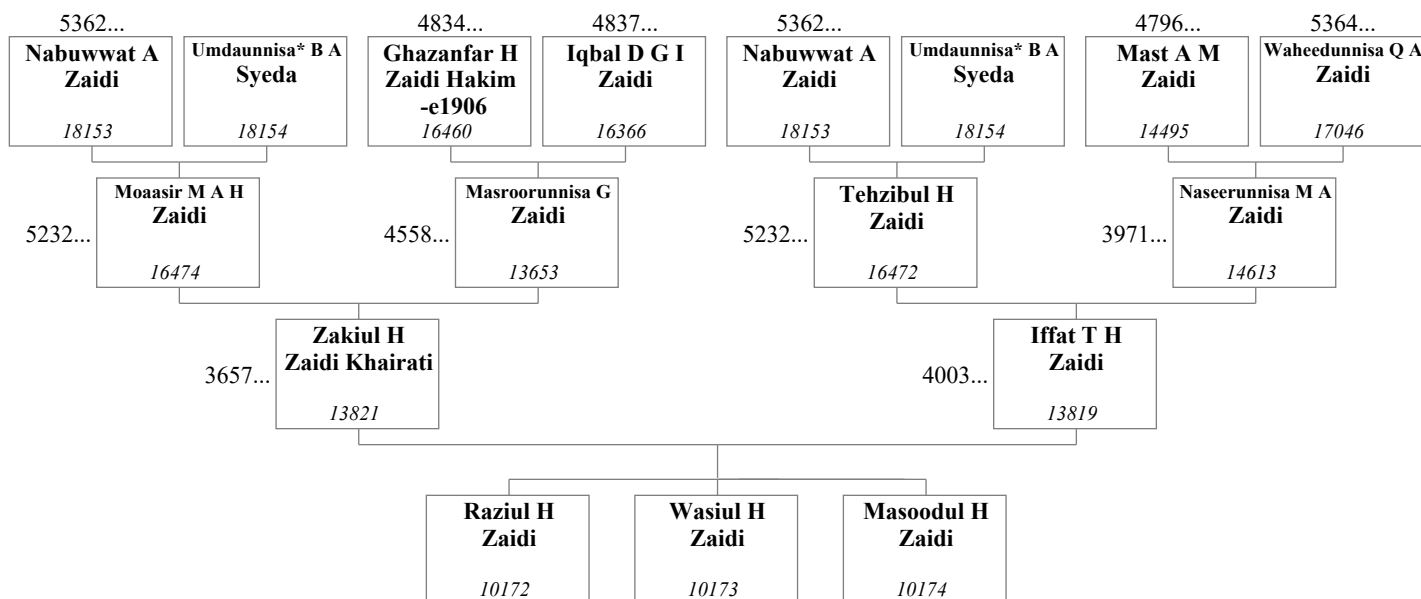 5362...
4834...
4837...
5362...
4796...
5364...
Nabuwwat A
Zaidi
18153
Umdaunnisa* B A
Syeda
18154
Ghazanfar H
Zaidi Hakim
-e1906
16460
Iqbal D G I
Zaidi
16366
Nabuwwat A
Zaidi
18153
Umdaunnisa* B A
Syeda
18154
Mast A M
Zaidi
14495
Waheedunnisa Q A
Zaidi
17046
5232...
Moaasir M A H
Zaidi
16474
4558...
Masroorunnisa G
Zaidi
13653
5232...
Tehzibul H
Zaidi
16472
3971...
Naseerunnisa M A
Zaidi
14613
3657...
Zakiul H
Zaidi Khairati
13821
4003...
Iffat T H
Zaidi
13819
Raziul H
Zaidi
10172
Wasiul H
Zaidi
10173
Masoodul H
Zaidi
10174